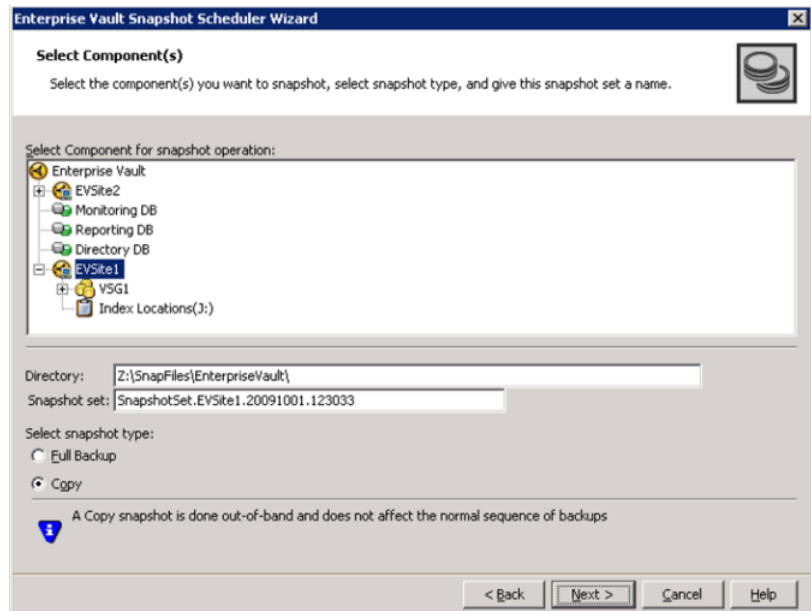 Enterprise Vault Snapshot Scheduler Wizard
Select Component(s)
Select the component(s) you want to snapshot, select snapshot type, and give this snapshot set a name.
Select Component for snapshot operation:
Enterprise Vault
EVSite2
Monitoring DB
Reporting DB
Directory DB
EVSite1
VSG1
Index Locations(J:)
Directory: Z:\SnapFiles\EnterpriseVault\
Snapshot set: SnapshotSet.EVSite1.20091001.123033
Select snapshot type:
Full Backup
Copy
A Copy snapshot is done out-of-band and does not affect the normal sequence of backups
< Back Next > Cancel Help